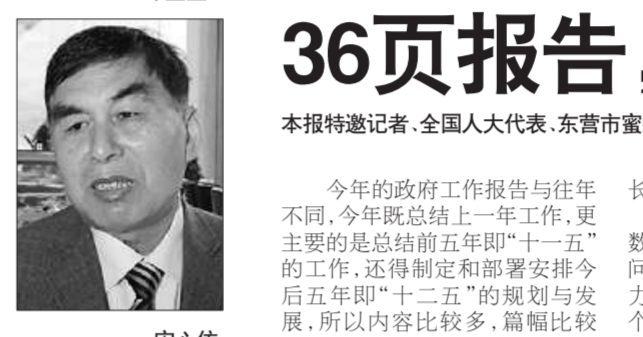 36页报告
本报特邀记者、全国人大代表、东营市蜜
今年的政府工作报告与往年
不同,今年既总结上一年工作,更
主要的是总结前五年即“十一五”
的工作,还得制定和部署安排今
后五年即“十二五”的规划与发
展,所以内容比较多,篇幅比较
长
数
问
力
个